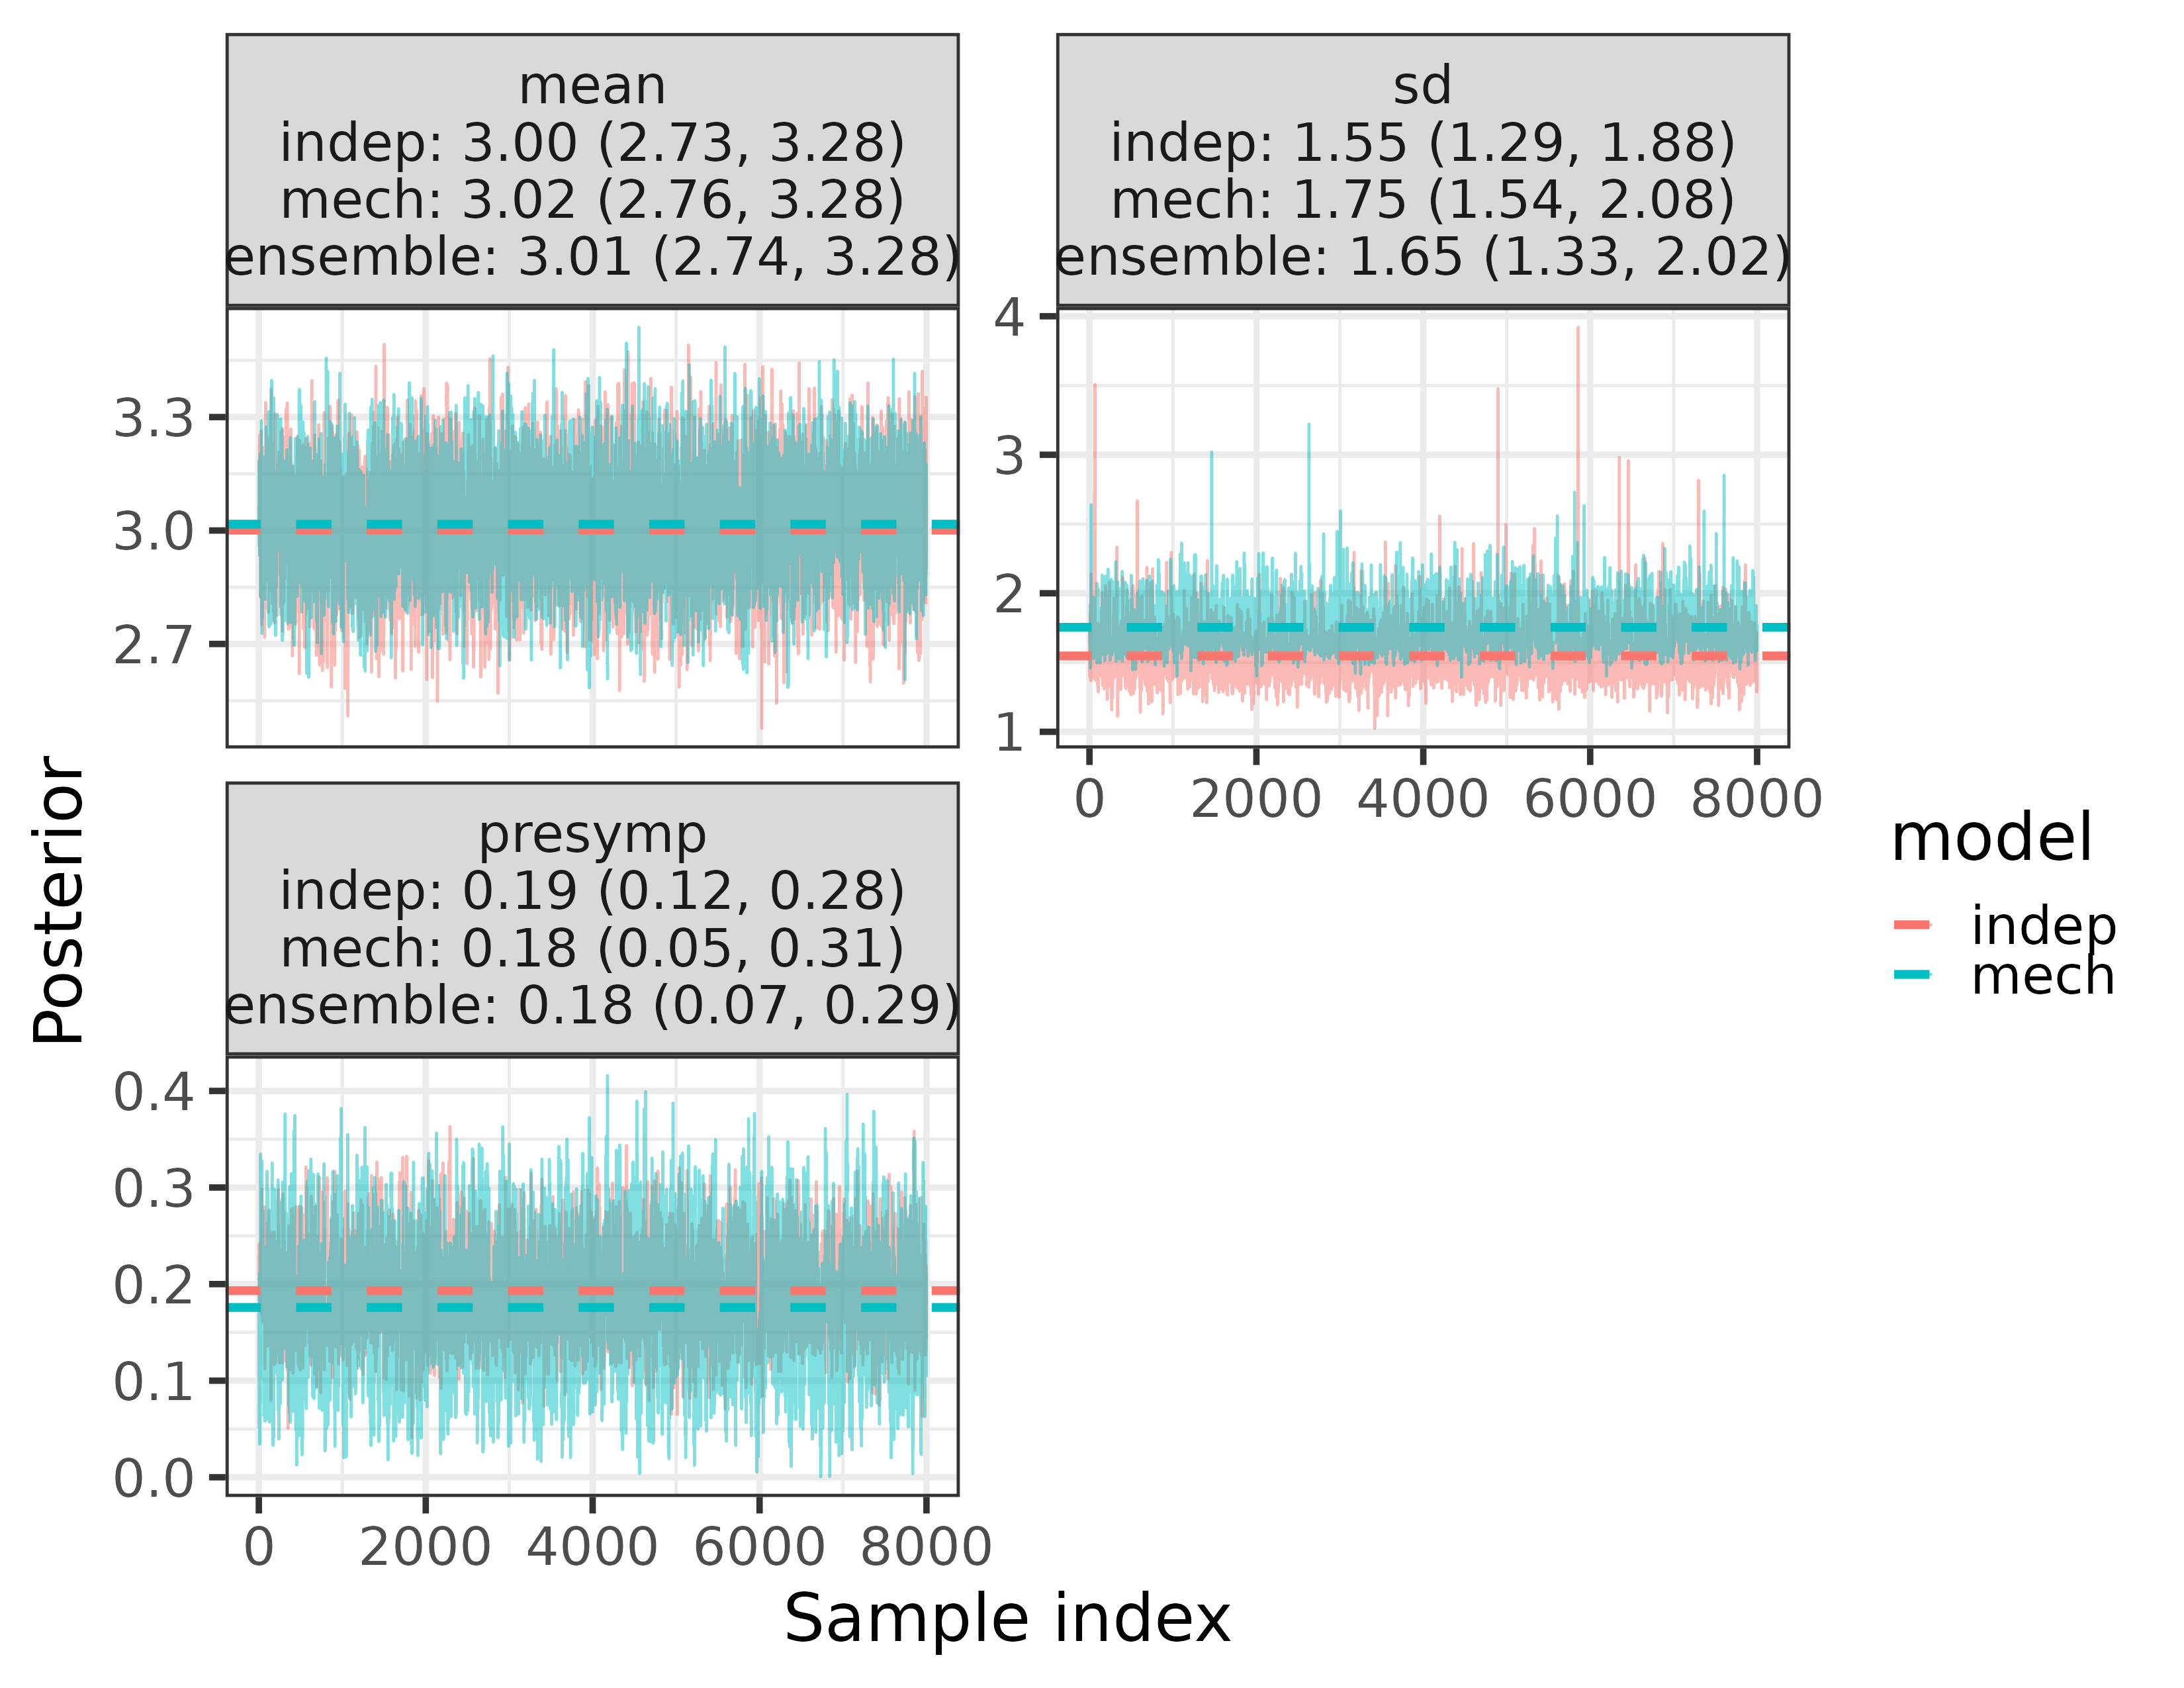 mean
indep: 3.00 (2.73, 3.28)
mech: 3.02 (2.76, 3.28)
ensemble: 3.01 (2.74, 3.28)
sd
indep: 1.55 (1.29, 1.88)
mech: 1.75 (1.54, 2.08)
ensemble: 1.65 (1.33, 2.02)
3.3
3.0
2.7
4
3
2
1
0 2000 4000 6000 8000
presymp
indep: 0.19 (0.12, 0.28)
mech: 0.18 (0.05, 0.31)
ensemble: 0.18 (0.07, 0.29)
0.4
0.3
0.2
0.1
0.0
0 2000 4000 6000 8000
Posterior
Sample index
model
indep
mech